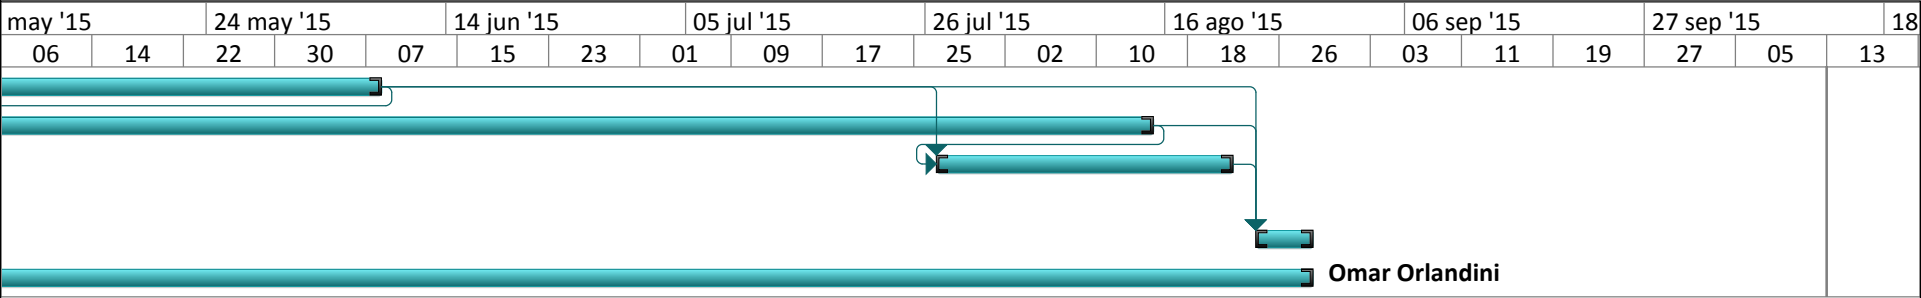 may '15 24 may '15 14 jun '15 05 jul '15 26 jul '15 16 ago '15 06 sep '15 27 sep '15 18
06 14 22 30 07 15 23 01 09 17 25 02 10 18 26 03 11 19 27 05 13
Omar Orlandini